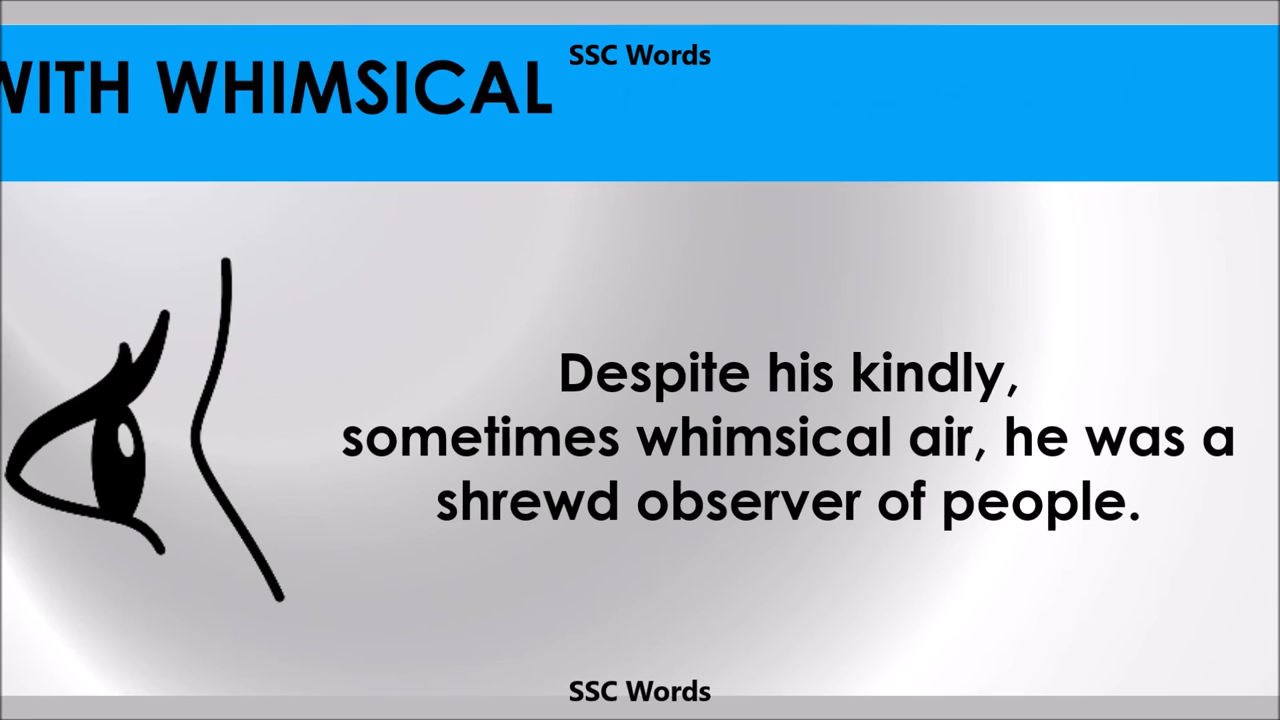 SSC Words
WITH WHIMSICAL
Despite his kindly,
sometimes whimsical air, he was a
shrewd observer of people.
SSC Words